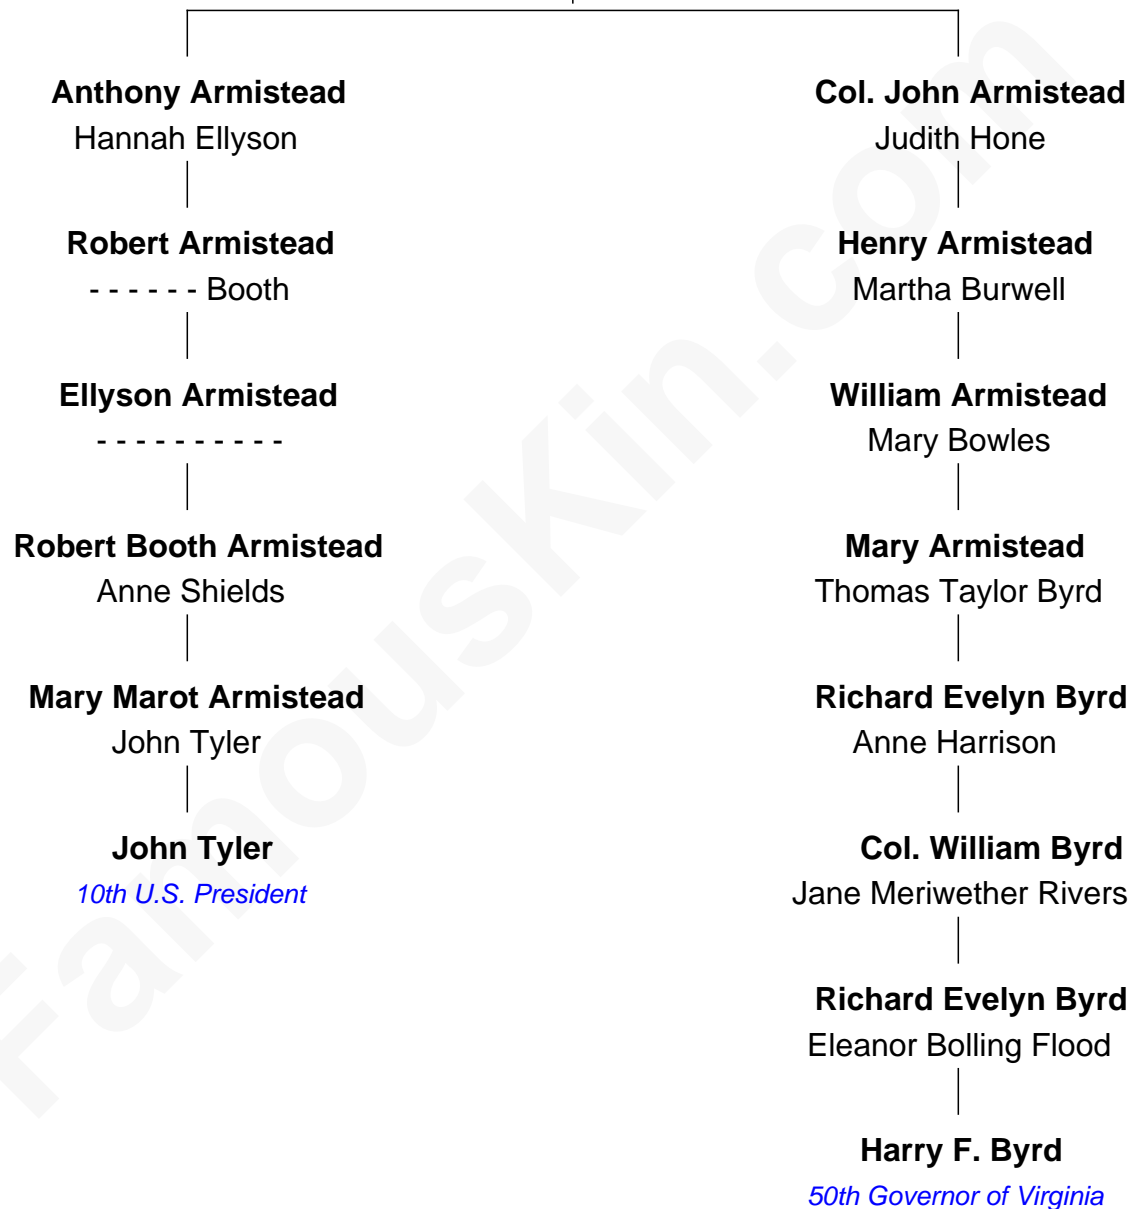 Anthony Armistead
Hannah Ellyson
Robert Armistead
- - - - - - Booth
Ellyson Armistead
- - - - - - - - - -
Robert Booth Armistead
Anne Shields
Mary Marot Armistead
John Tyler
John Tyler
10th U.S. President
Col. John Armistead
Judith Hone
Henry Armistead
Martha Burwell
William Armistead
Mary Bowles
Mary Armistead
Thomas Taylor Byrd
Richard Evelyn Byrd
Anne Harrison
Col. William Byrd
Jane Meriwether Rivers
Richard Evelyn Byrd
Eleanor Bolling Flood
Harry F. Byrd
50th Governor of Virginia
FamousKin.com